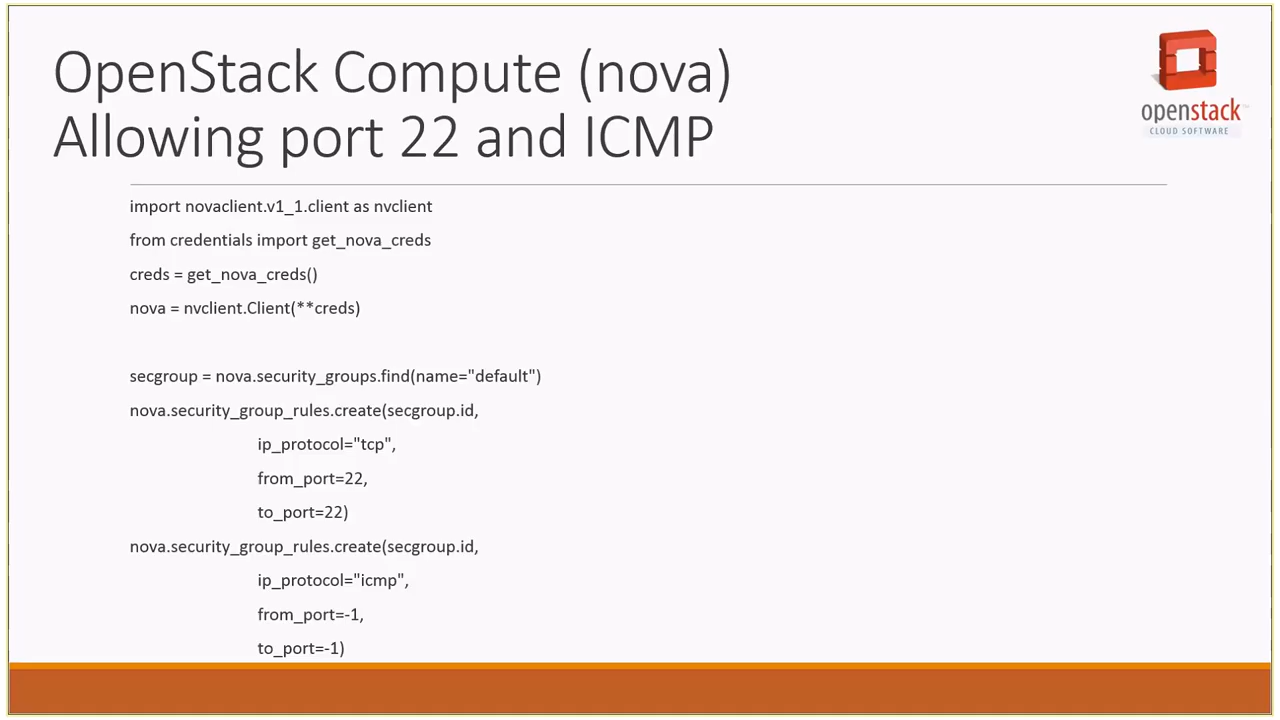 OpenStack Compute (nova)
Allowing port 22 and ICMP
openstack™
CLOUD SOFTWARE
import novaclient.v1_1.client as nvclient
from credentials import get_nova_creds
creds = get_nova_creds()
nova = nvclient.Client(**creds)
secgroup = nova.security_groups.find(name="default")
nova.security_group_rules.create(secgroup.id,
ip_protocol="tcp",
from_port=22,
to_port=22)
nova.security_group_rules.create(secgroup.id,
ip_protocol="icmp",
from_port=-1,
to_port=-1)